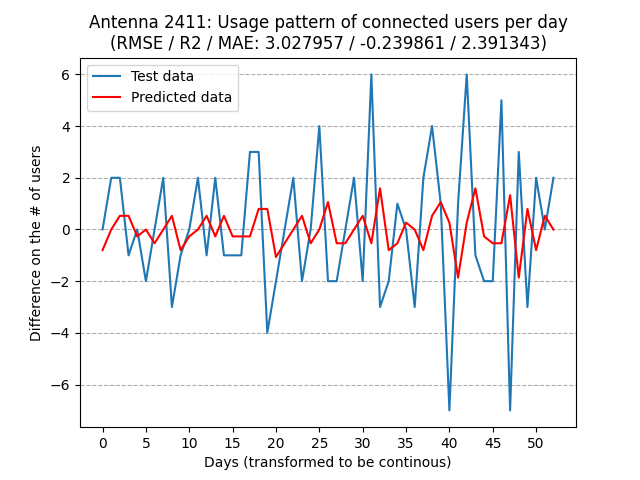 Antenna 2411: Usage pattern of connected users per day
(RMSE / R2 / MAE: 3.027957 / -0.239861 / 2.391343)
Test data
Predicted data
Difference on the # of users
6
4
2
0
−2
−4
−6
0 5 10 15 20 25 30 35 40 45 50
Days (transformed to be continous)